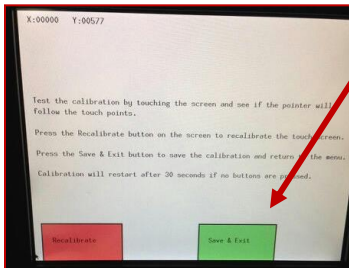 X:00000 Y:00577
Test the calibration by touching the screen and see if the pointer will
follow the touch points.
Press the Recalibrate button on the screen to recalibrate the touch screen.
Press the Save & Exit button to save the calibration and return to the menu.
Calibration will restart after 30 seconds if no buttons are pressed.
Recalibrate
Save & Exit